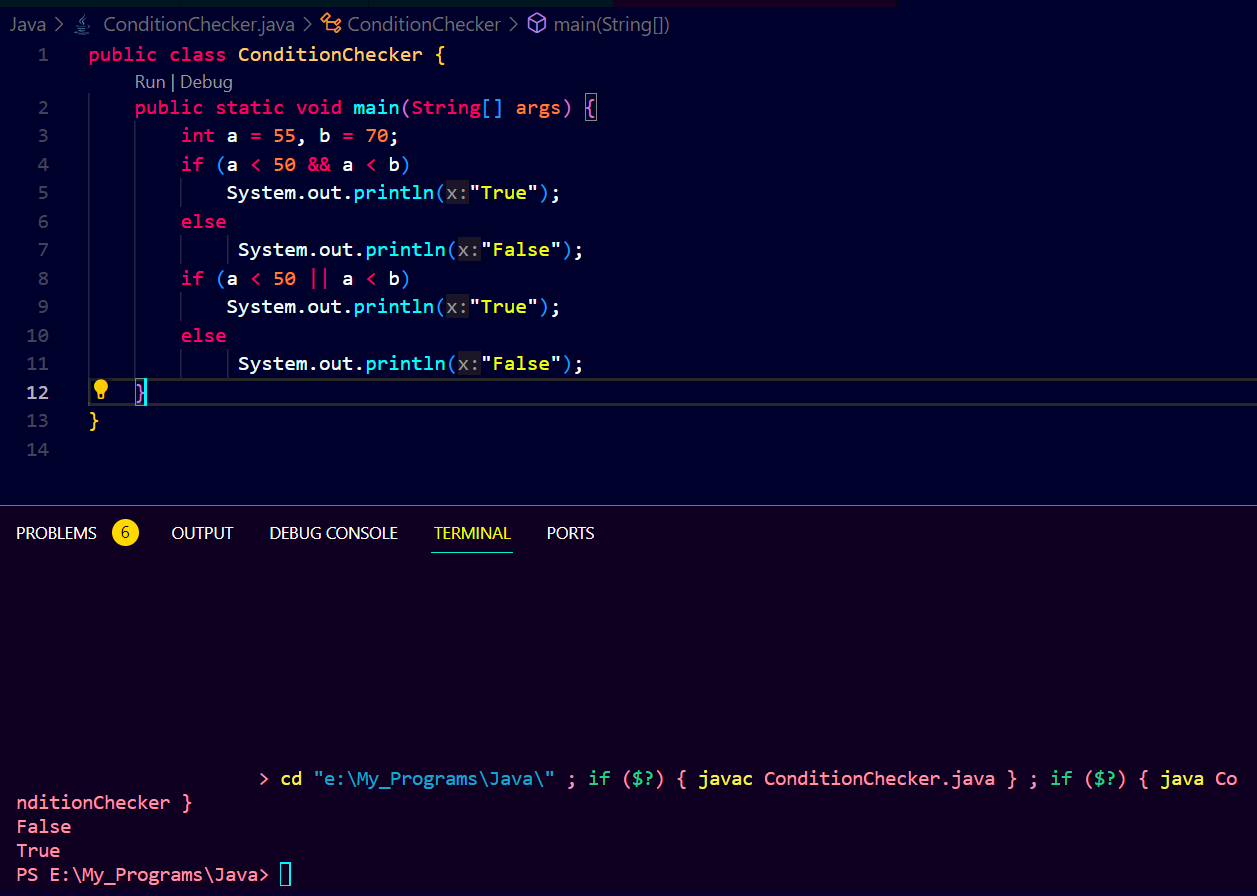 Java > ConditionChecker.java > ConditionChecker > main(String[])
1 public class ConditionChecker {
Run | Debug
2 public static void main(String[] args) {
3 int a = 55, b = 70;
4 if (a < 50 && a < b)
5 System.out.println(x:"True");
6 else
7 System.out.println(x:"False");
8 if (a < 50 || a < b)
9 System.out.println(x:"True");
10 else
11 System.out.println(x:"False");
12 }
13 }
14
PROBLEMS 6 OUTPUT DEBUG CONSOLE TERMINAL PORTS
> cd "e:\My_Programs\Java\" ; if ($?) { javac ConditionChecker.java } ; if ($?) { java Co
nditionChecker }
False
True
PS E:\My_Programs\Java>